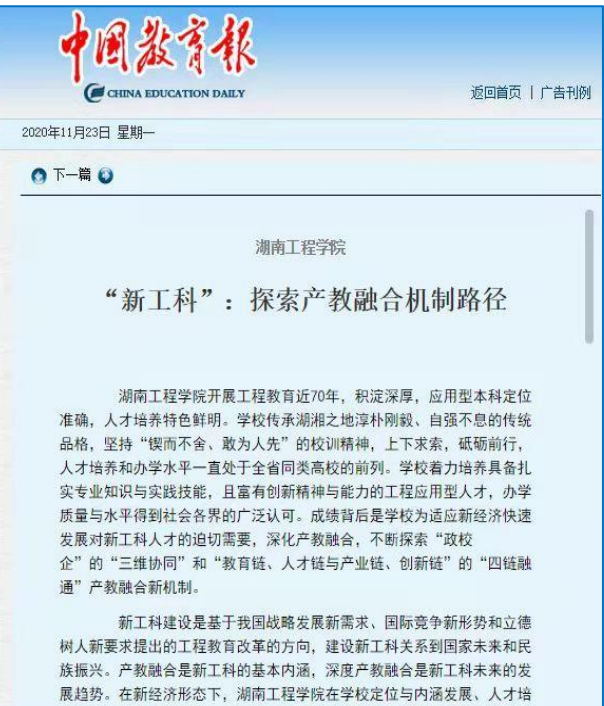 中国教育报
CHINA EDUCATION DAILY
返回首页 | 广告刊例
2020年11月23日 星期一
下一篇
湖南工程学院
“新工科”：探索产教融合机制路径
湖南工程学院开展工程教育近70年，积淀深厚，应用型本科定位
准确，人才培养特色鲜明。学校传承湖湘之地淳朴刚毅、自强不息的传统
品格，坚持“锲而不舍、敢为人先”的校训精神，上下求索，砥砺前行，
人才培养和办学水平一直处于全省同类高校的前列。学校着力培养具备扎
实专业知识与实践技能，且富有创新精神与能力的工程应用型人才，办学
质量与水平得到社会各界的广泛认可。成绩背后是学校为适应新经济快速
发展对新工科人才的迫切需要，深化产教融合，不断探索“政校
企”的“三维协同”和“教育链、人才链与产业链、创新链”的“四链融
通”产教融合新机制。
新工科建设是基于我国战略发展新需求、国际竞争新形势和立德
树人新要求提出的工程教育改革的方向，建设新工科关系到国家未来和民
族振兴。产教融合是新工科的基本内涵，深度产教融合是新工科未来的发
展趋势。在新经济形态下，湖南工程学院在学校定位与内涵发展、人才培